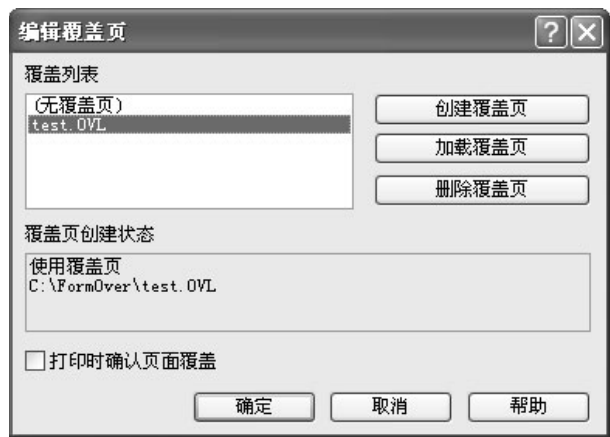 编辑覆盖页
覆盖列表
(无覆盖页)
test.OVL
创建覆盖页
加载覆盖页
删除覆盖页
覆盖页创建状态
使用覆盖页
C:\FormOver\test.OVL
打印时确认页面覆盖
确定
取消
帮助